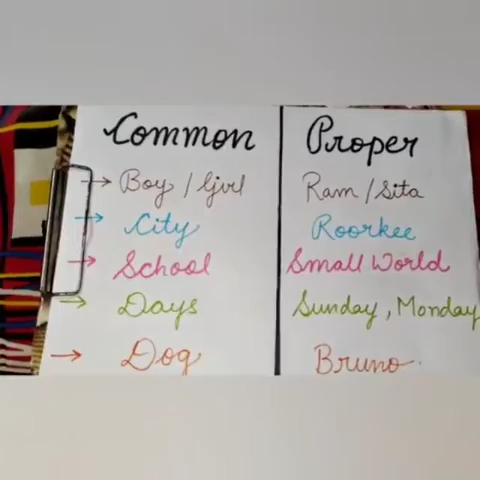 Common Proper
→ Boy / Girl Ram / Sita
→ City Roorkee
→ School Small World
→ Days Sunday, Monday
→ Dog Bruno.